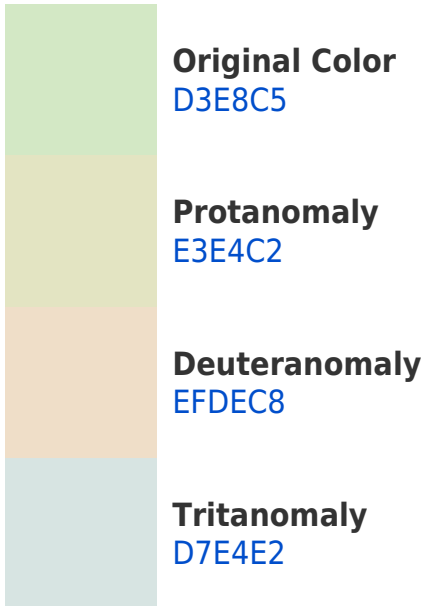 Original Color
D3E8C5
Protanomaly
E3E4C2
Deuteranomaly
EFDEC8
Tritanomaly
D7E4E2